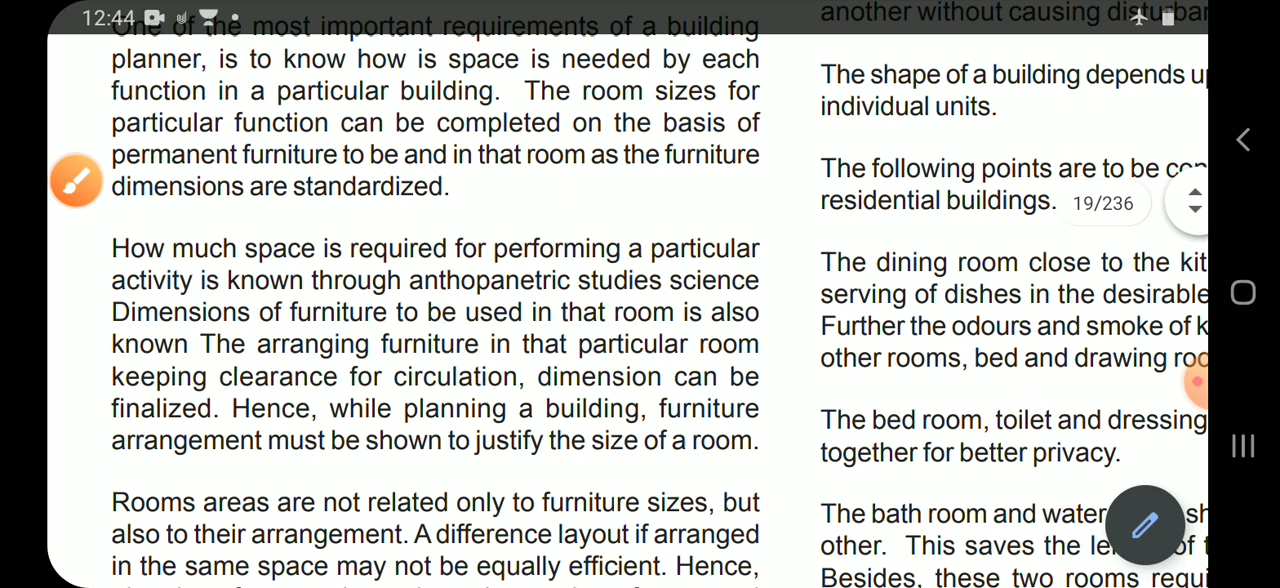 12:44
One of the most important requirements of a building
planner, is to know how is space is needed by each
function in a particular building. The room sizes for
particular function can be completed on the basis of
permanent furniture to be and in that room as the furniture
dimensions are standardized.
How much space is required for performing a particular
activity is known through anthopanetric studies science
Dimensions of furniture to be used in that room is also
known The arranging furniture in that particular room
keeping clearance for circulation, dimension can be
finalized. Hence, while planning a building, furniture
arrangement must be shown to justify the size of a room.
Rooms areas are not related only to furniture sizes, but
also to their arrangement. A difference layout if arranged
in the same space may not be equally efficient. Hence,
another without causing
The shape of a building depends
individual units.
The following points are to be
residential buildings.
19/236
The dining room close to the
serving of dishes in the desirable
Further the odours and smoke of
other rooms, bed and drawing
The bed room, toilet and dressing
together for better privacy.
The bath room and water
other. This saves the
Besides, these two rooms